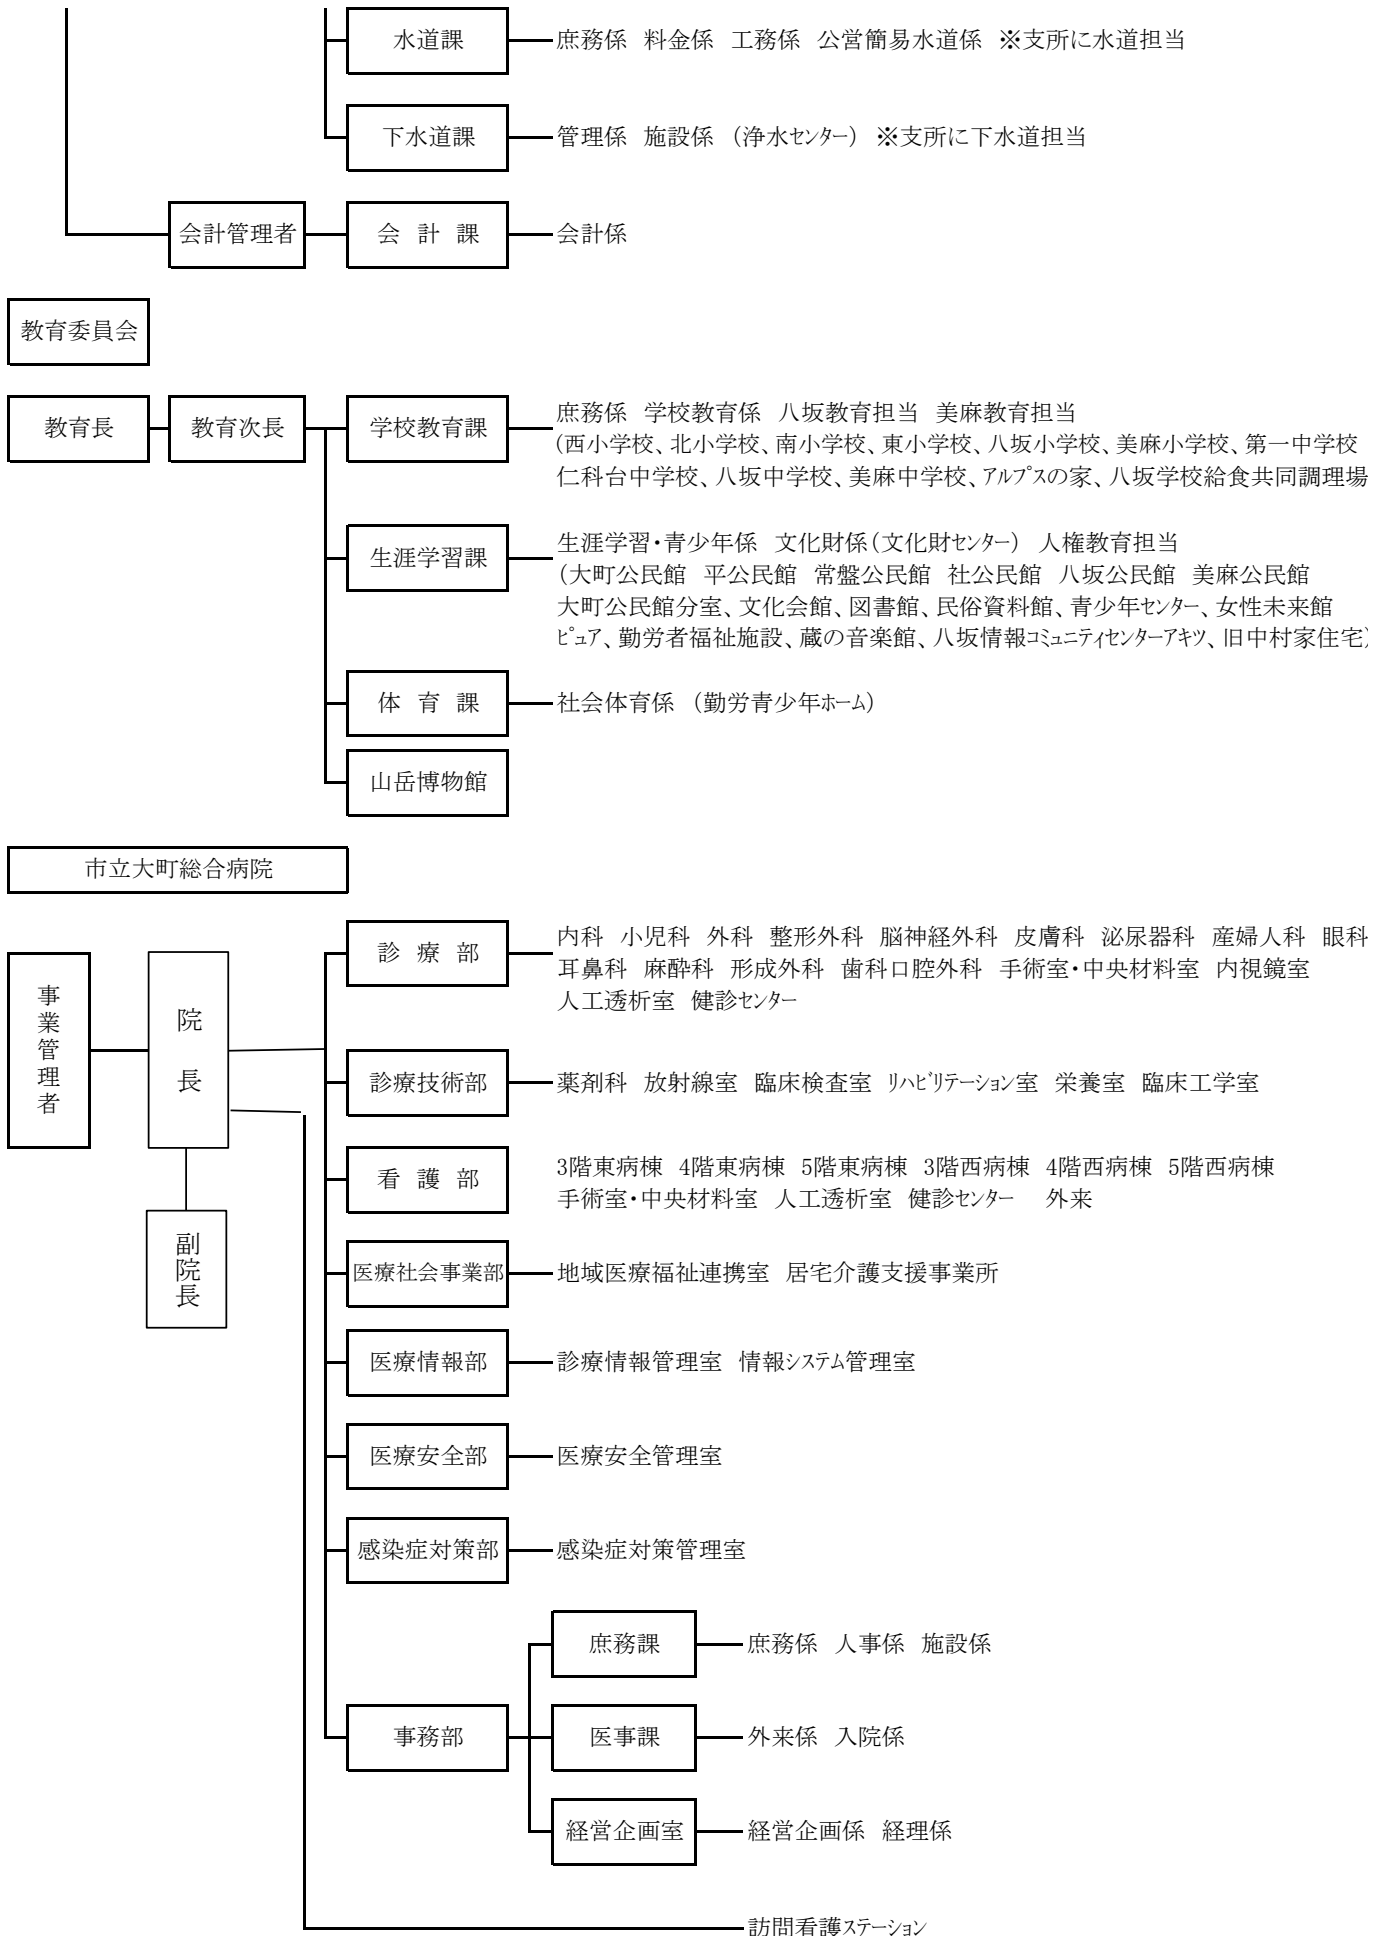 水道課 庶務係 料金係 工務係 公営簡易水道係 ※支所に水道担当
下水道課 管理係 施設係 (浄水センター) ※支所に下水道担当
会計管理者 会 計 課 会計係
教育委員会
教育長 教育次長 学校教育課 庶務係 学校教育係 八坂教育担当 美麻教育担当
(西小学校、北小学校、南小学校、東小学校、八坂小学校、美麻小学校、第一中学校
仁科台中学校、八坂中学校、美麻中学校、アルプスの家、八坂学校給食共同調理場
生涯学習課 生涯学習・青少年係 文化財係(文化財センター) 人権教育担当
(大町公民館 平公民館 常盤公民館 社公民館 八坂公民館 美麻公民館
大町公民館分室、文化会館、図書館、民俗資料館、青少年センター、女性未来館
ピュア、勤労者福祉施設、蔵の音楽館、八坂情報コミュニティセンターアキツ、旧中村家住宅)
体 育 課 社会体育係 (勤労青少年ホーム)
山岳博物館
市立大町総合病院
事業管理者
院 長
副院長
診 療 部 内科 小児科 外科 整形外科 脳神経外科 皮膚科 泌尿器科 産婦人科 眼科
耳鼻科 麻酔科 形成外科 歯科口腔外科 手術室・中央材料室 内視鏡室
人工透析室 健診センター
診療技術部 薬剤科 放射線室 臨床検査室 リハビリテーション室 栄養室 臨床工学室
看 護 部 3階東病棟 4階東病棟 5階東病棟 3階西病棟 4階西病棟 5階西病棟
手術室・中央材料室 人工透析室 健診センター 外来
医療社会事業部 地域医療福祉連携室 居宅介護支援事業所
医療情報部 診療情報管理室 情報システム管理室
医療安全部 医療安全管理室
感染症対策部 感染症対策管理室
庶務課 庶務係 人事係 施設係
事務部 医事課 外来係 入院係
経営企画室 経営企画係 経理係
訪問看護ステーション